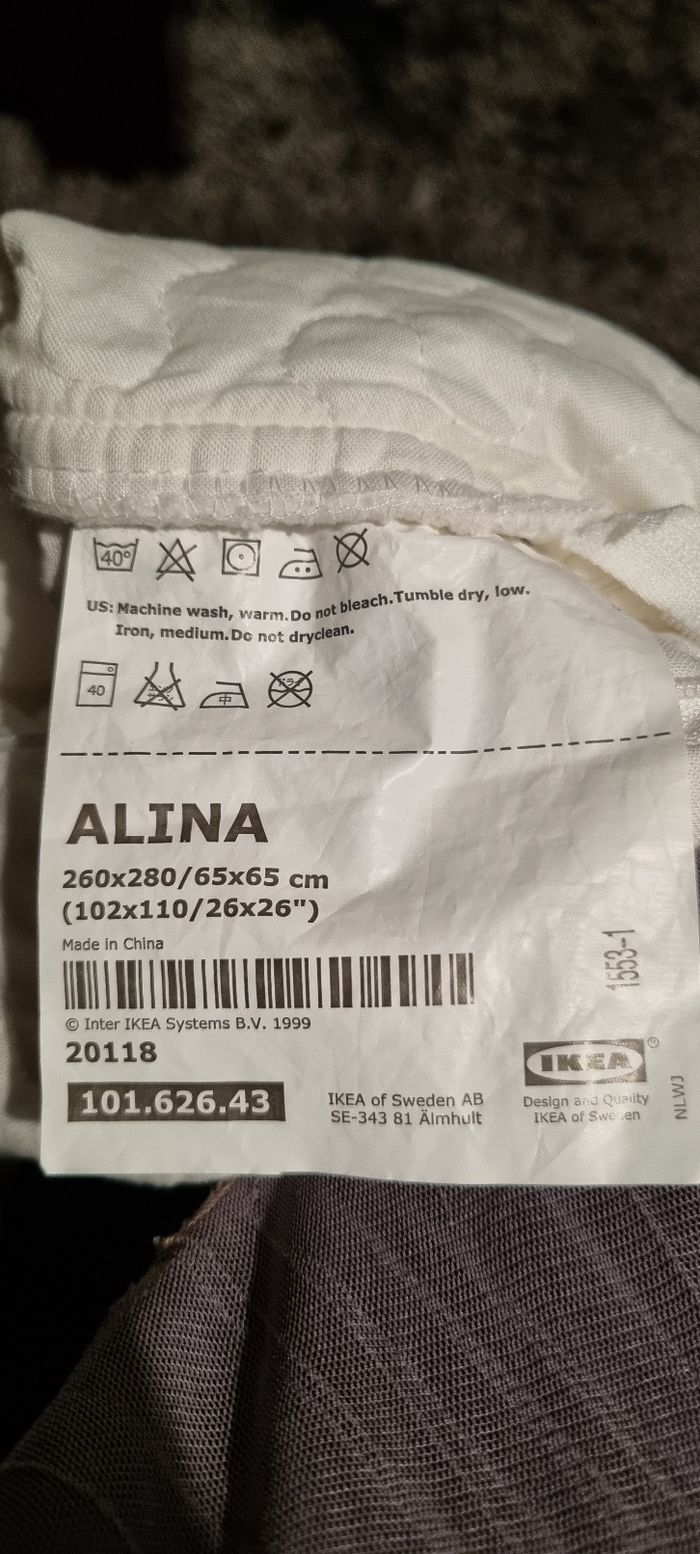 40°
US: Machine wash, warm. Do not bleach. Tumble dry, low.
Iron, medium. Do not dryclean.
40 中
ALINA
260x280/65x65 cm
(102x110/26x26")
Made in China
1553-1
© Inter IKEA Systems B.V. 1999
20118
101.626.43
IKEA of Sweden AB
SE-343 81 Älmhult
IKEA®
Design and Quality
IKEA of Sweden
NLWJ